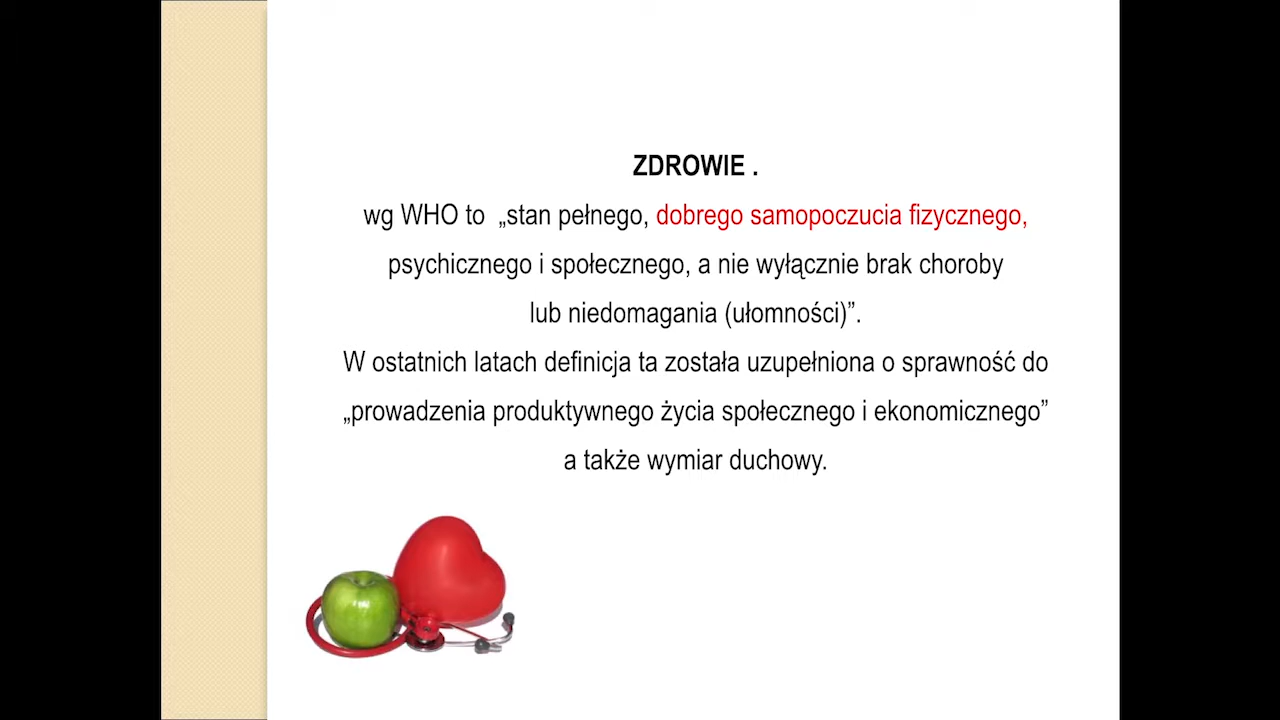 ZDROWIE .
wg WHO to „stan pełnego, dobrego samopoczucia fizycznego,
psychicznego i społecznego, a nie wyłącznie brak choroby
lub niedomagania (ułomności)”.
W ostatnich latach definicja ta została uzupełniona o sprawność do
„prowadzenia produktywnego życia społecznego i ekonomicznego”
a także wymiar duchowy.